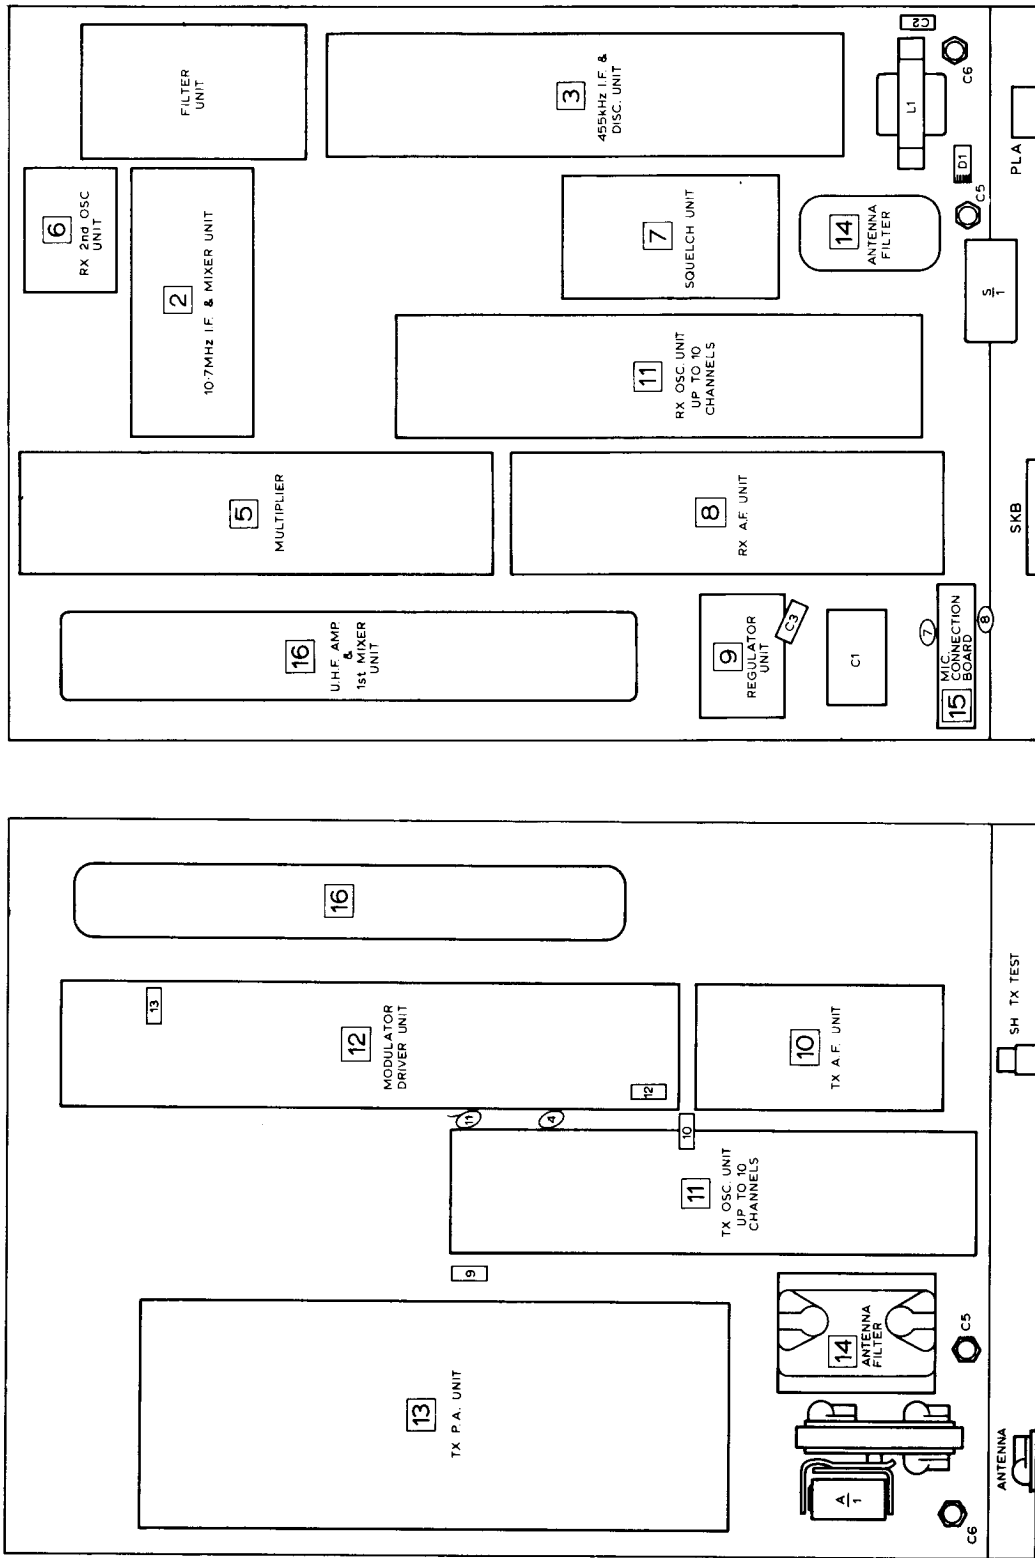 FILTER
UNIT
3
455kHz I.F. &
DISC. UNIT
C2
L1
C6
6
RX 2nd OSC
UNIT
2
10·7MHz I.F. & MIXER UNIT
7
SQUELCH UNIT
14
ANTENNA
FILTER
D1
C5
PLA
11
RX OSC. UNIT
UP TO 10
CHANNELS
S
1
5
MULTIPLIER
8
RX A.F. UNIT
SKB
16
U.H.F. AMP.
&
1st MIXER
UNIT
9
REGULATOR
UNIT
C3
C1
7
8
15
MIC.
CONNECTION
BOARD
16
13
12
MODULATOR
DRIVER UNIT
12
10
TX A.F. UNIT
SH TX TEST
11
4
10
11
TX OSC. UNIT
UP TO 10
CHANNELS
9
13
TX P.A. UNIT
14
ANTENNA
FILTER
C5
A
1
C6
ANTENNA